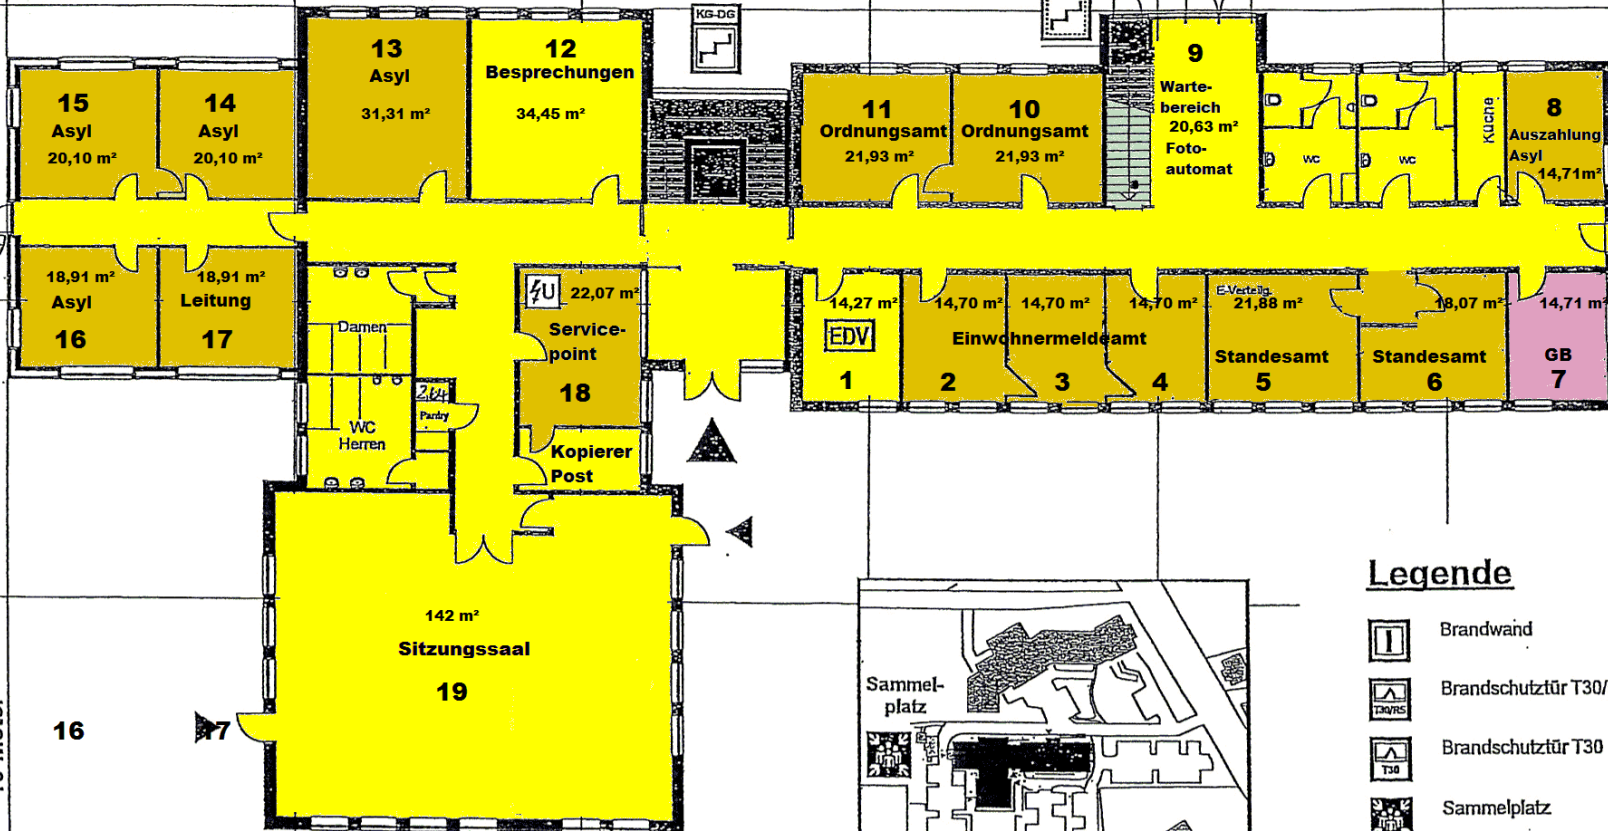 KG-DG
13
Asyl
31,31 m²
12
Besprechungen
34,45 m²
15
Asyl
20,10 m²
14
Asyl
20,10 m²
11
Ordnungsamt
21,93 m²
10
Ordnungsamt
21,93 m²
9
Warte-
bereich
20,63 m²
Foto-
automat
WC
WC
Küche
8
Auszahlung
Asyl
14,71m²
18,91 m²
Asyl
16
18,91 m²
Leitung
17
Damen
WC
Herren
2,64
Pantry
U
22,07 m²
Service-
point
18
Kopierer
Post
14,27 m²
EDV
1
14,70 m²
14,70 m²
14,70 m²
Einwohnermeldeamt
2
3
4
E-Verteilg.
21,88 m²
Standesamt
5
18,07 m²
Standesamt
6
14,71 m²
GB
7
142 m²
Sitzungssaal
19
16
17
Sammel-
platz
Legende
Brandwand
T30/RS
Brandschutztür T30/
T30
Brandschutztür T30
Sammelplatz